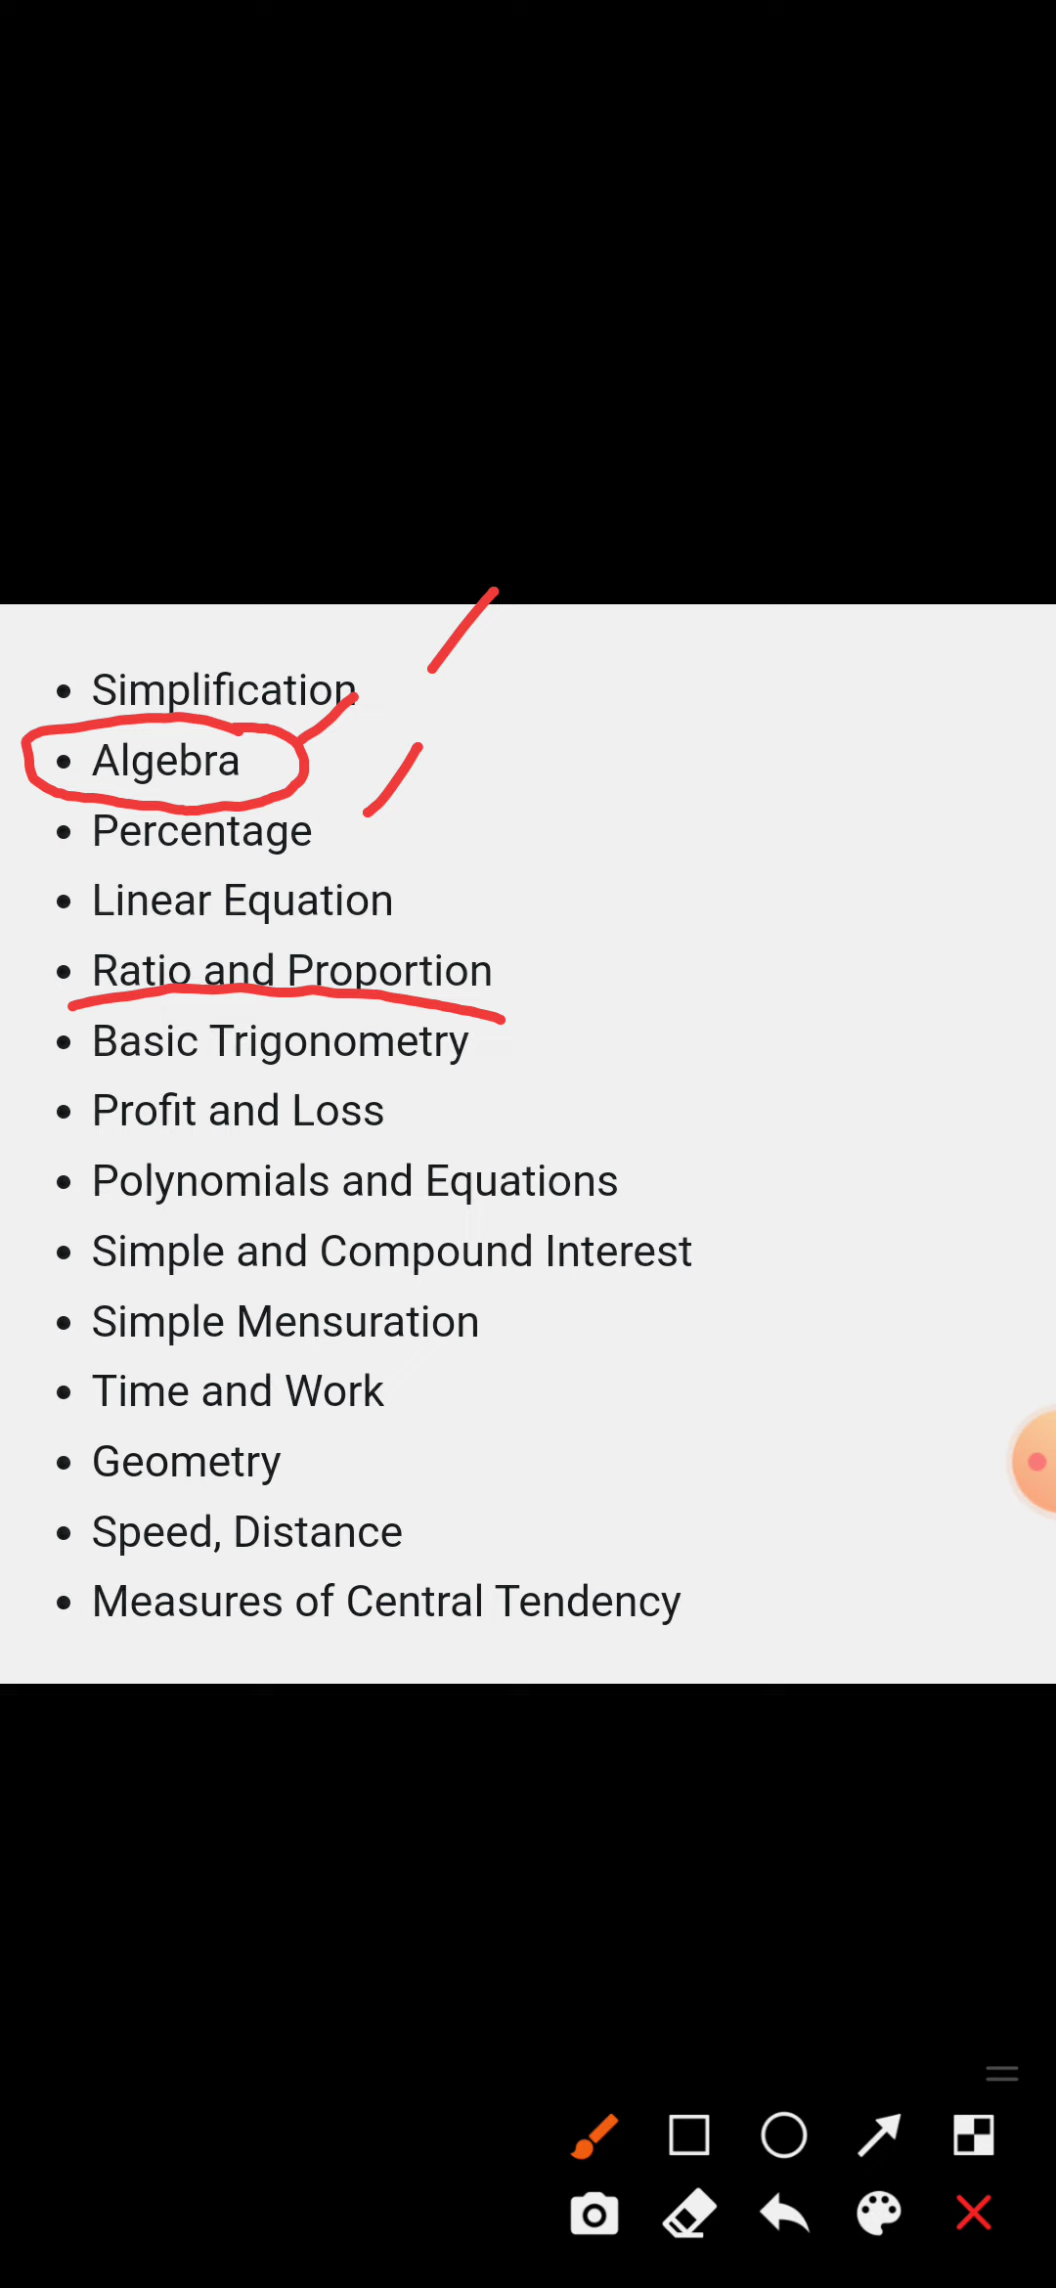 • Simplification
• Algebra
• Percentage
• Linear Equation
• Ratio and Proportion
• Basic Trigonometry
• Profit and Loss
• Polynomials and Equations
• Simple and Compound Interest
• Simple Mensuration
• Time and Work
• Geometry
• Speed, Distance
• Measures of Central Tendency